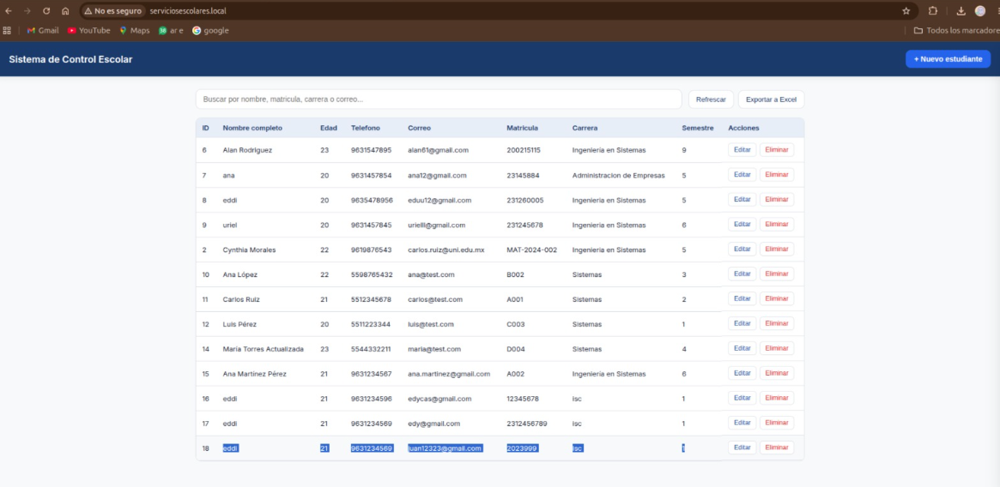 No es seguro serviciosescolares.local
Gmail YouTube Maps ar e google Todos los marcadore
Sistema de Control Escolar + Nuevo estudiante
Buscar por nombre, matricula, carrera o correo... Refrescar Exportar a Excel
ID Nombre completo Edad Telefono Correo Matricula Carrera Semestre Acciones
6 Alan Rodriguez 23 9631547895 alan61@gmail.com 200215115 Ingeniería en Sistemas 9 Editar Eliminar
7 ana 20 9631457854 ana12@gmail.com 23145884 Administracion de Empresas 5 Editar Eliminar
8 eddi 20 9635478956 eduu12@gmail.com 231260005 Ingenieria en Sistemas 5 Editar Eliminar
9 uriel 20 9631457845 urielll@gmail.com 231245678 Ingenieria en Sistemas 6 Editar Eliminar
2 Cynthia Morales 22 9619876543 carlos.ruiz@uni.edu.mx MAT-2024-002 Ingenieria en Sistemas 5 Editar Eliminar
10 Ana López 22 5598765432 ana@test.com B002 Sistemas 3 Editar Eliminar
11 Carlos Ruiz 21 5512345678 carlos@test.com A001 Sistemas 2 Editar Eliminar
12 Luis Pérez 20 5511223344 luis@test.com C003 Sistemas 1 Editar Eliminar
14 María Torres Actualizada 23 5544332211 maria@test.com D004 Sistemas 4 Editar Eliminar
15 Ana Martínez Pérez 21 9631234567 ana.martinez@gmail.com A002 Ingeniería en Sistemas 6 Editar Eliminar
16 eddi 21 9631234596 edycas@gmail.com 12345678 isc 1 Editar Eliminar
17 eddi 21 9631234569 edy@gmail.com 2312456789 isc 1 Editar Eliminar
18 eddi 21 9631234569 juan12323@gmail.com 2023999 isc 1 Editar Eliminar